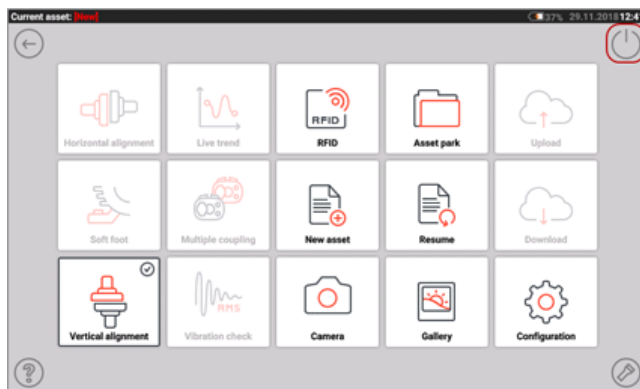 Current asset: [New] 37% 29.11.2018 12:4
Horizontal alignment Live trend RFID RFID Asset park Upload
Soft foot Multiple coupling New asset Resume Download
RMS
Vertical alignment Vibration check Camera Gallery Configuration
?